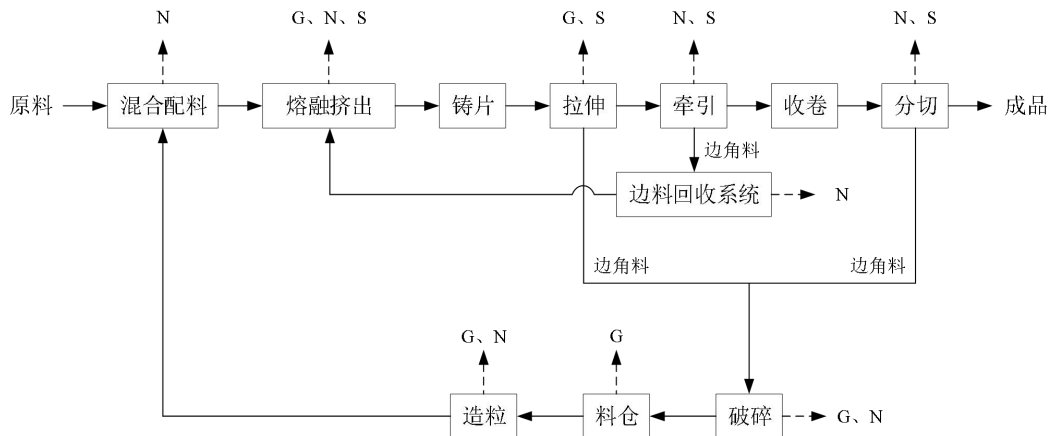 N
G、N、S
G、S
N、S
N、S
原料
混合配料
熔融挤出
铸片
拉伸
牵引
收卷
分切
成品
边角料
边料回收系统
N
边角料
边角料
G、N
G
造粒
料仓
破碎
G、N